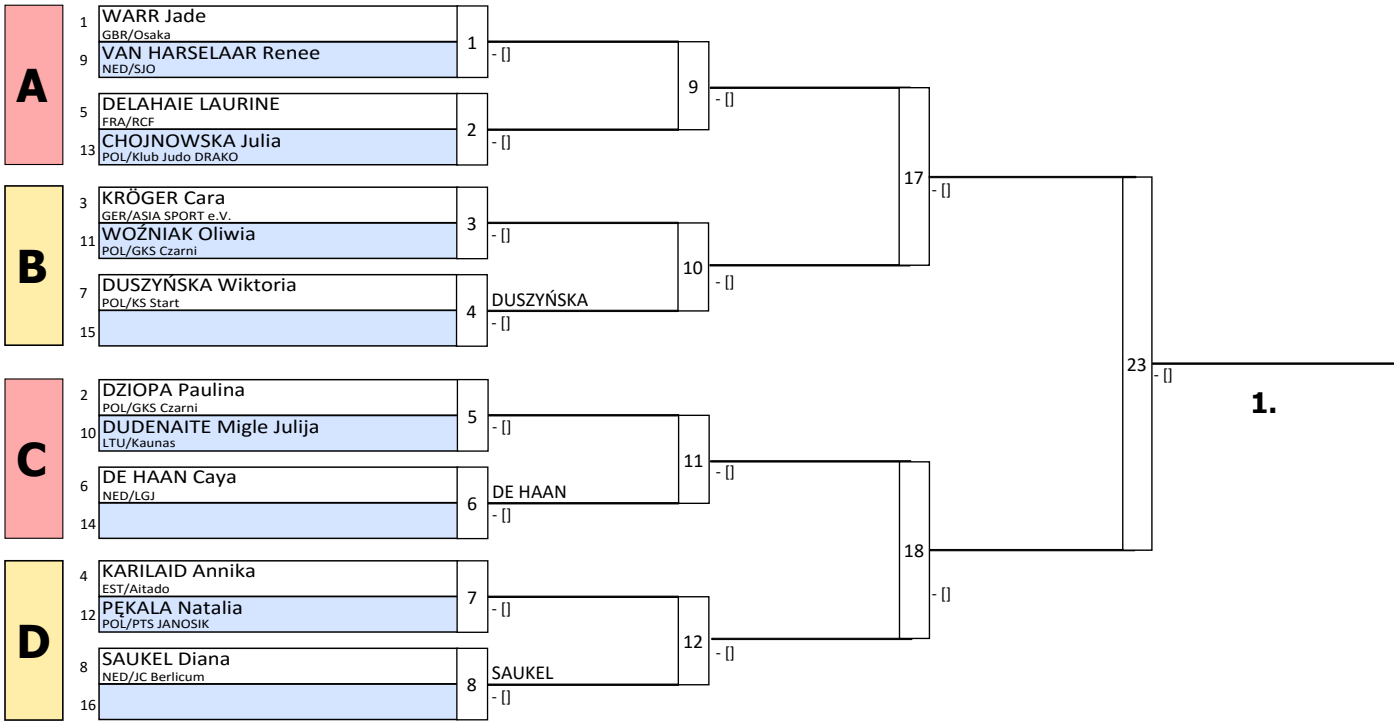 A
1 WARR Jade
GBR/Osaka
9 VAN HARSELAAR Renee
NED/SJO
1
- []
5 DELAHAIE LAURINE
FRA/RCF
13 CHOJNOWSKA Julia
POL/Klub Judo DRAKO
2
- []
9
- []
B
3 KRÖGER Cara
GER/ASIA SPORT e.V.
11 WOŹNIAK Oliwia
POL/GKS Czarni
3
- []
7 DUSZYŃSKA Wiktoria
POL/KS Start
15
4
DUSZYŃSKA
- []
10
- []
17
- []
C
2 DZIOPA Paulina
POL/GKS Czarni
10 DUDENAITE Migle Julija
LTU/Kaunas
5
- []
6 DE HAAN Caya
NED/LGJ
14
6
DE HAAN
- []
11
- []
D
4 KARILAID Annika
EST/Aitado
12 PĘKALA Natalia
POL/PTS JANOSIK
7
- []
8 SAUKEL Diana
NED/JC Berlicum
16
8
SAUKEL
- []
12
- []
18
- []
23
- []
1.